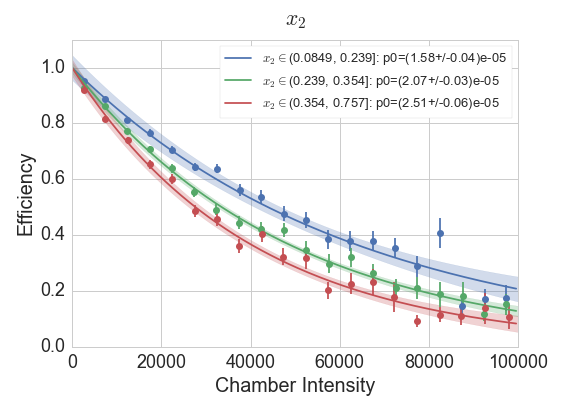 x₂
x₂ ∈(0.0849, 0.239]: p0=(1.58+/-0.04)e-05
x₂ ∈(0.239, 0.354]: p0=(2.07+/-0.03)e-05
x₂ ∈(0.354, 0.757]: p0=(2.51+/-0.06)e-05
Efficiency
1.0
0.8
0.6
0.4
0.2
0.0
0 20000 40000 60000 80000 100000
Chamber Intensity